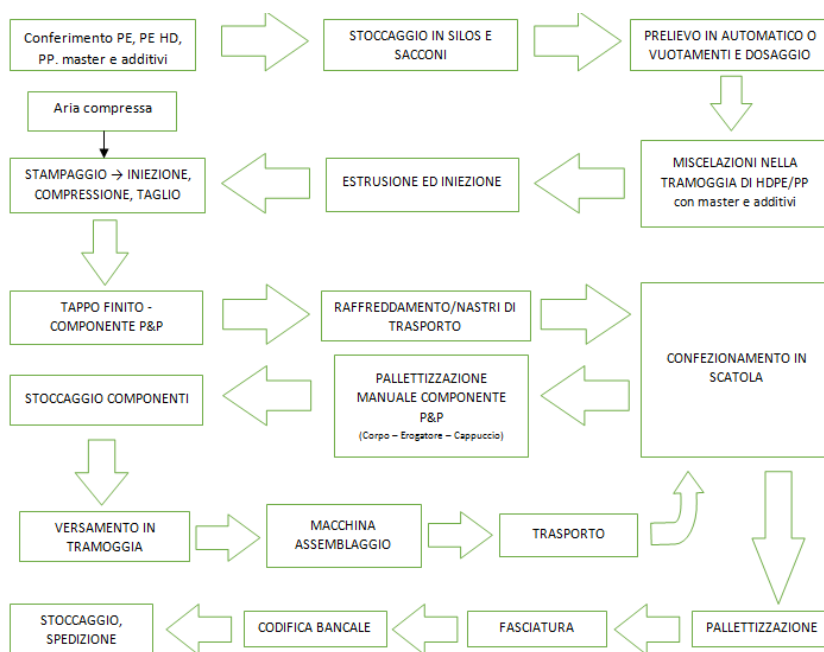 Conferimento PE, PE HD,
PP. master e additivi
STOCCAGGIO IN SILOS E
SACCONI
PRELIEVO IN AUTOMATICO O
VUOTAMENTI E DOSAGGIO
Aria compressa
STAMPAGGIO → INIEZIONE,
COMPRESSIONE, TAGLIO
ESTRUSIONE ED INIEZIONE
MISCELAZIONI NELLA
TRAMOGGIA DI HDPE/PP
con master e additivi
TAPPO FINITO -
COMPONENTE P&P
RAFFREDDAMENTO/NASTRI DI
TRASPORTO
CONFEZIONAMENTO IN
SCATOLA
STOCCAGGIO COMPONENTI
PALLETTIZZAZIONE
MANUALE COMPONENTE
P&P
(Corpo – Erogatore – Cappuccio)
VERSAMENTO IN
TRAMOGGIA
MACCHINA
ASSEMBLAGGIO
TRASPORTO
STOCCAGGIO,
SPEDIZIONE
CODIFICA BANCALE
FASCIATURA
PALLETTIZZAZIONE